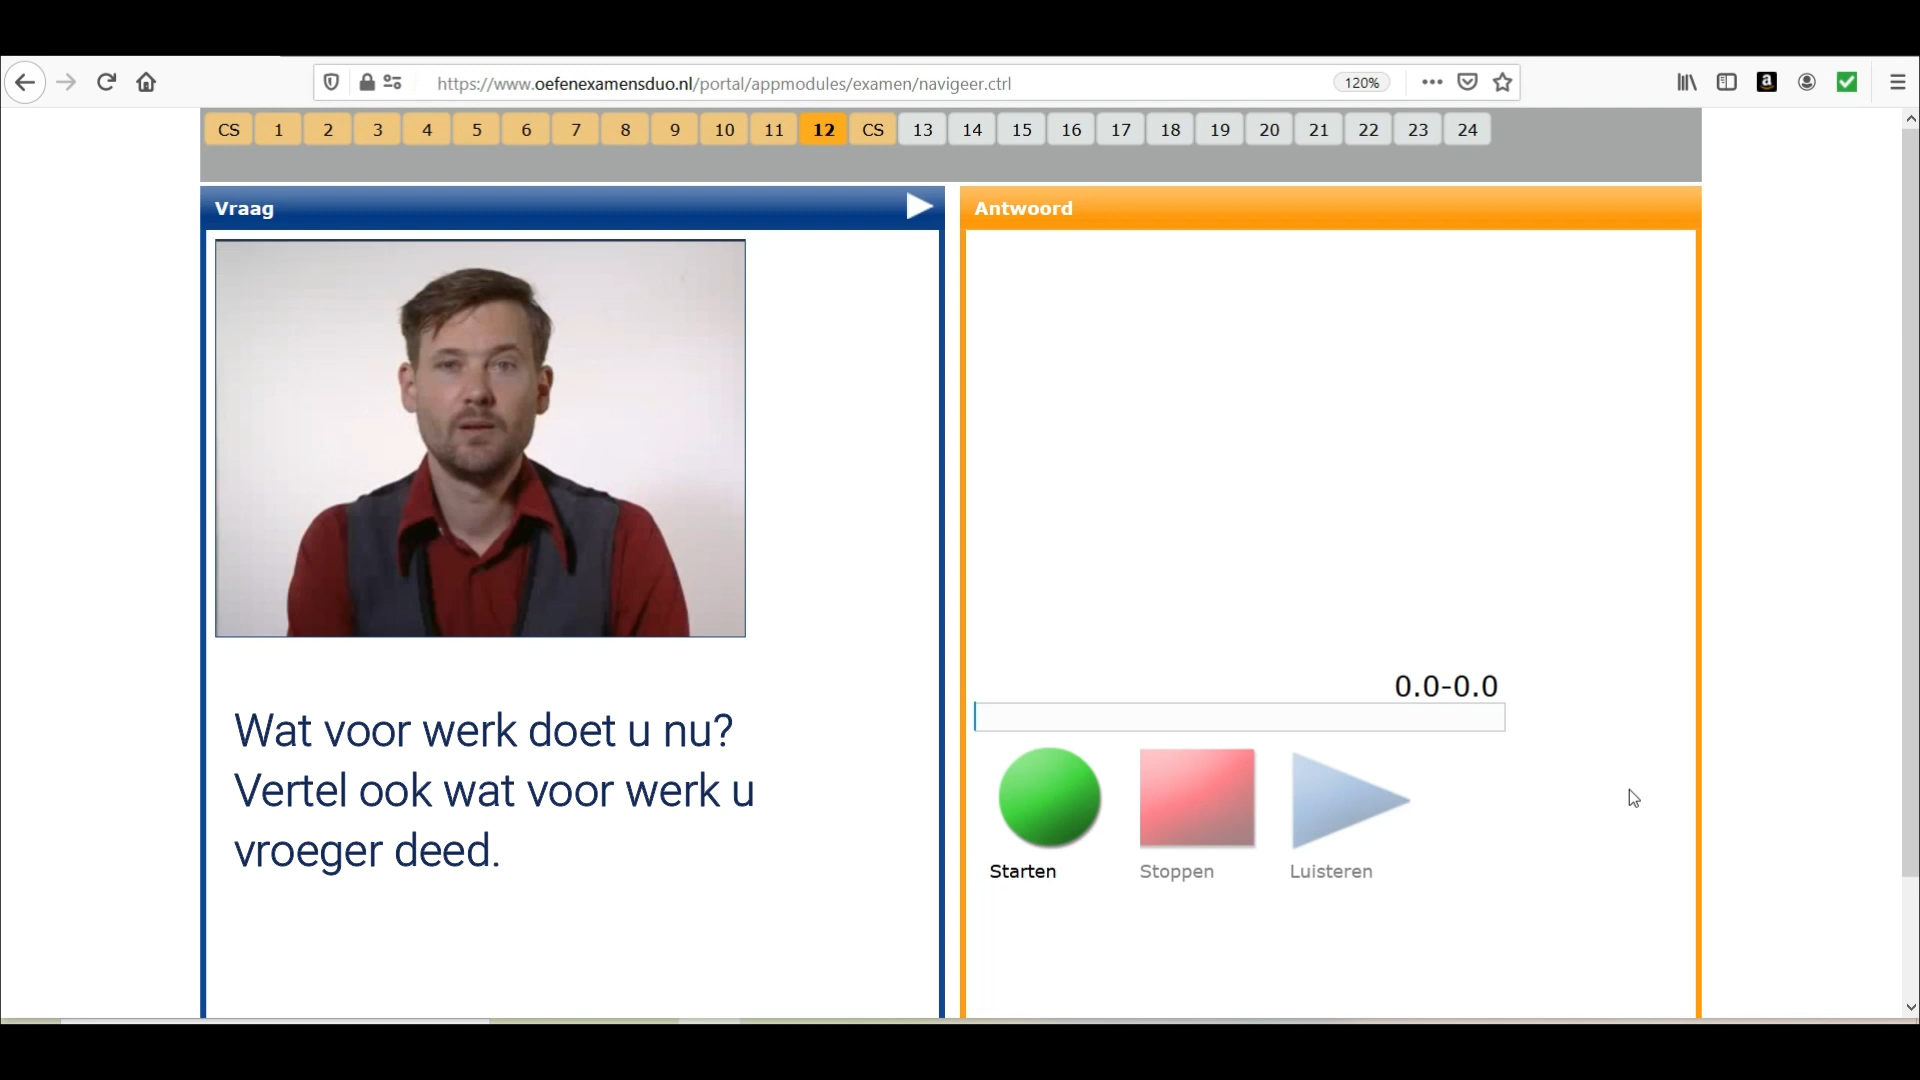 https://www.oefenexamensduo.nl/portal/appmodules/examen/navigeer.ctrl
120%
CS 1 2 3 4 5 6 7 8 9 10 11 12 CS 13 14 15 16 17 18 19 20 21 22 23 24
Vraag
Antwoord
Wat voor werk doet u nu?
Vertel ook wat voor werk u
vroeger deed.
0.0-0.0
Starten
Stoppen
Luisteren